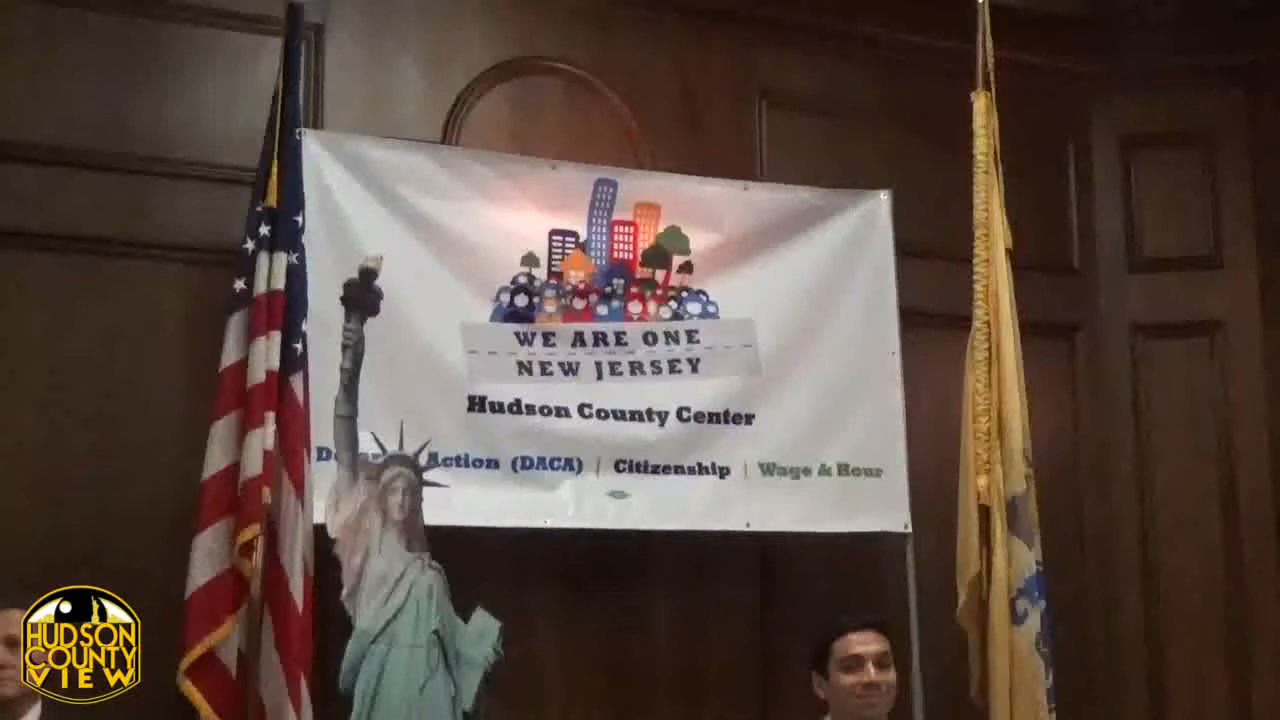 WE ARE ONE
NEW JERSEY
Hudson County Center
Action (DACA) | Citizenship | Wage & Hour
HUDSON
COUNTY
VIEW